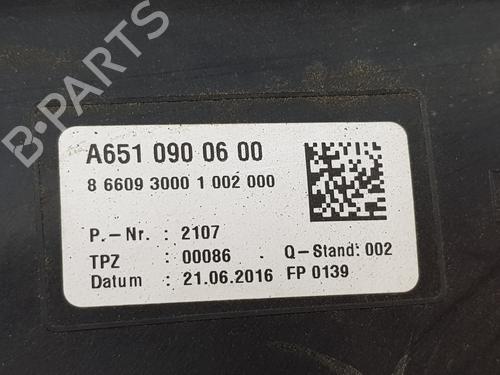 B-PARTS
A651 090 06 00
8 66093 3000 1 002 000
P.-Nr. : 2107
TPZ : 00086 Q-Stand: 002
Datum : 21.06.2016 FP 0139